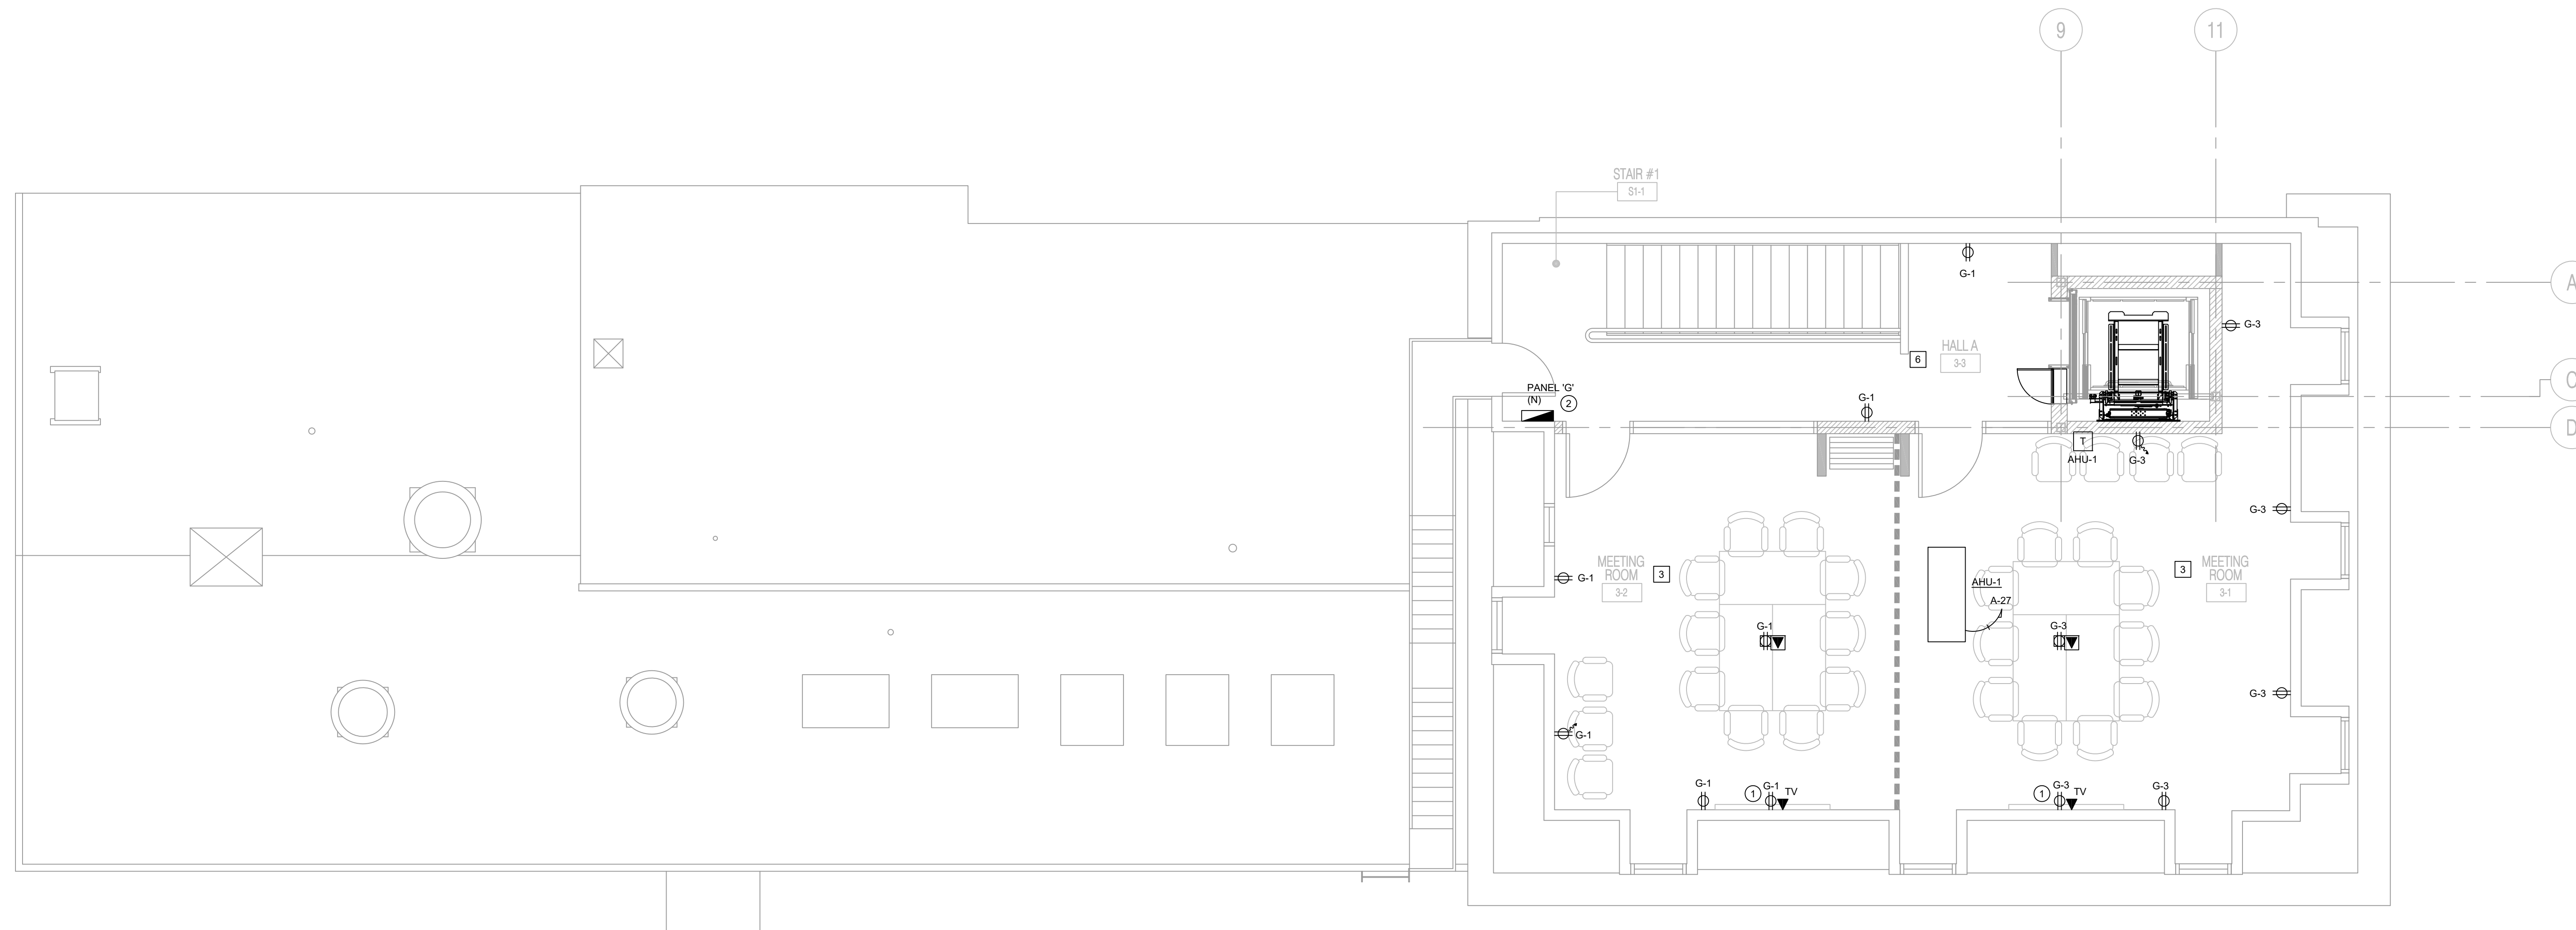 9
11
STAIR #1
S1-1
G-1
A
G-3
HALL A
3-3
6
PANEL 'G'
(N)
2
G-1
C
D
T
AHU-1
G-3
G-3
MEETING
ROOM
3-2
3
G-1
AHU-1
A-27
3
MEETING
ROOM
3-1
G-1
G-3
G-3
G-1
G-1
1
G-1
TV
1
G-3
TV
G-3